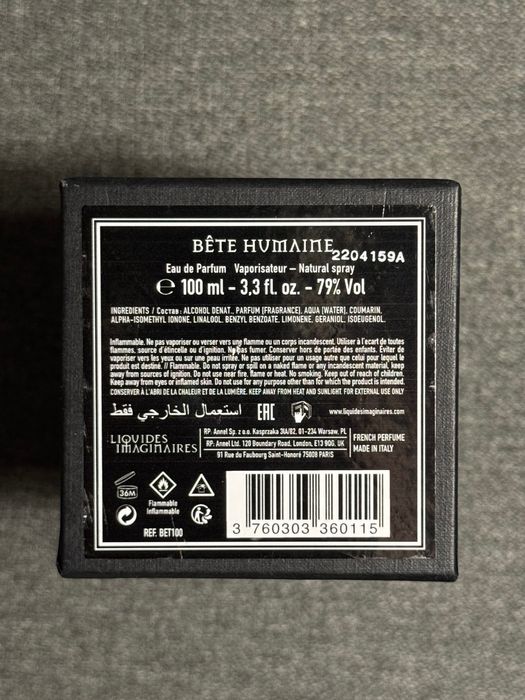 BÊTE HUMAINE
2204159A
Eau de Parfum Vaporisateur – Natural spray
℮ 100 ml - 3,3 fl. oz. - 79% Vol
INGREDIENTS / Состав: ALCOHOL DENAT., PARFUM [FRAGRANCE], AQUA [WATER], COUMARIN,
ALPHA-ISOMETHYL IONONE, LINALOOL, BENZYL BENZOATE, LIMONENE, GERANIOL, ISOEUGENOL.
Inflammable. Ne pas vaporiser ou verser vers une flamme ou un corps incandescent. Utiliser à l'ecart de toutes
flammes, source d'étincelle ou d'ignition. Ne pas fumer. Conserver hors de portée des enfants. Éviter de
vaporiser vers les yeux ou sur une peau irritée. Ne pas utiliser pour un usage autre que celui pour lequel le
produit est destiné. // Flammable. Do not spray or spill on a naked flame or any incandescent material, keep
away from sources of ignition. Do not use near fire, flame or heat. No smoking. Keep out of reach of children.
Keep away from eyes or inflamed skin. Do not use for any purpose other than for which the product is intended.
CONSERVER À L'ABRI DE LA CHALEUR ET DE LA LUMIÈRE. KEEP AWAY FROM HEAT AND SUNLIGHT FOR EXTERNAL USE ONLY
استعمال الخارجي فقط
EAC
www.liquidesimaginaires.com
LIQUIDES
IMAGINAIRES
RP: Annel Sp. z o.o. Kasprzaka 31A/82, 01-234 Warsaw, PL
RP: Annel Ltd. 120 Boundary Road, London, E13 9QG, UK
91 Rue du Faubourg Saint-Honoré 75008 PARIS
FRENCH PERFUME
MADE IN ITALY
36M
Flammable
Inflammable
REF. BET100
3 760303 360115